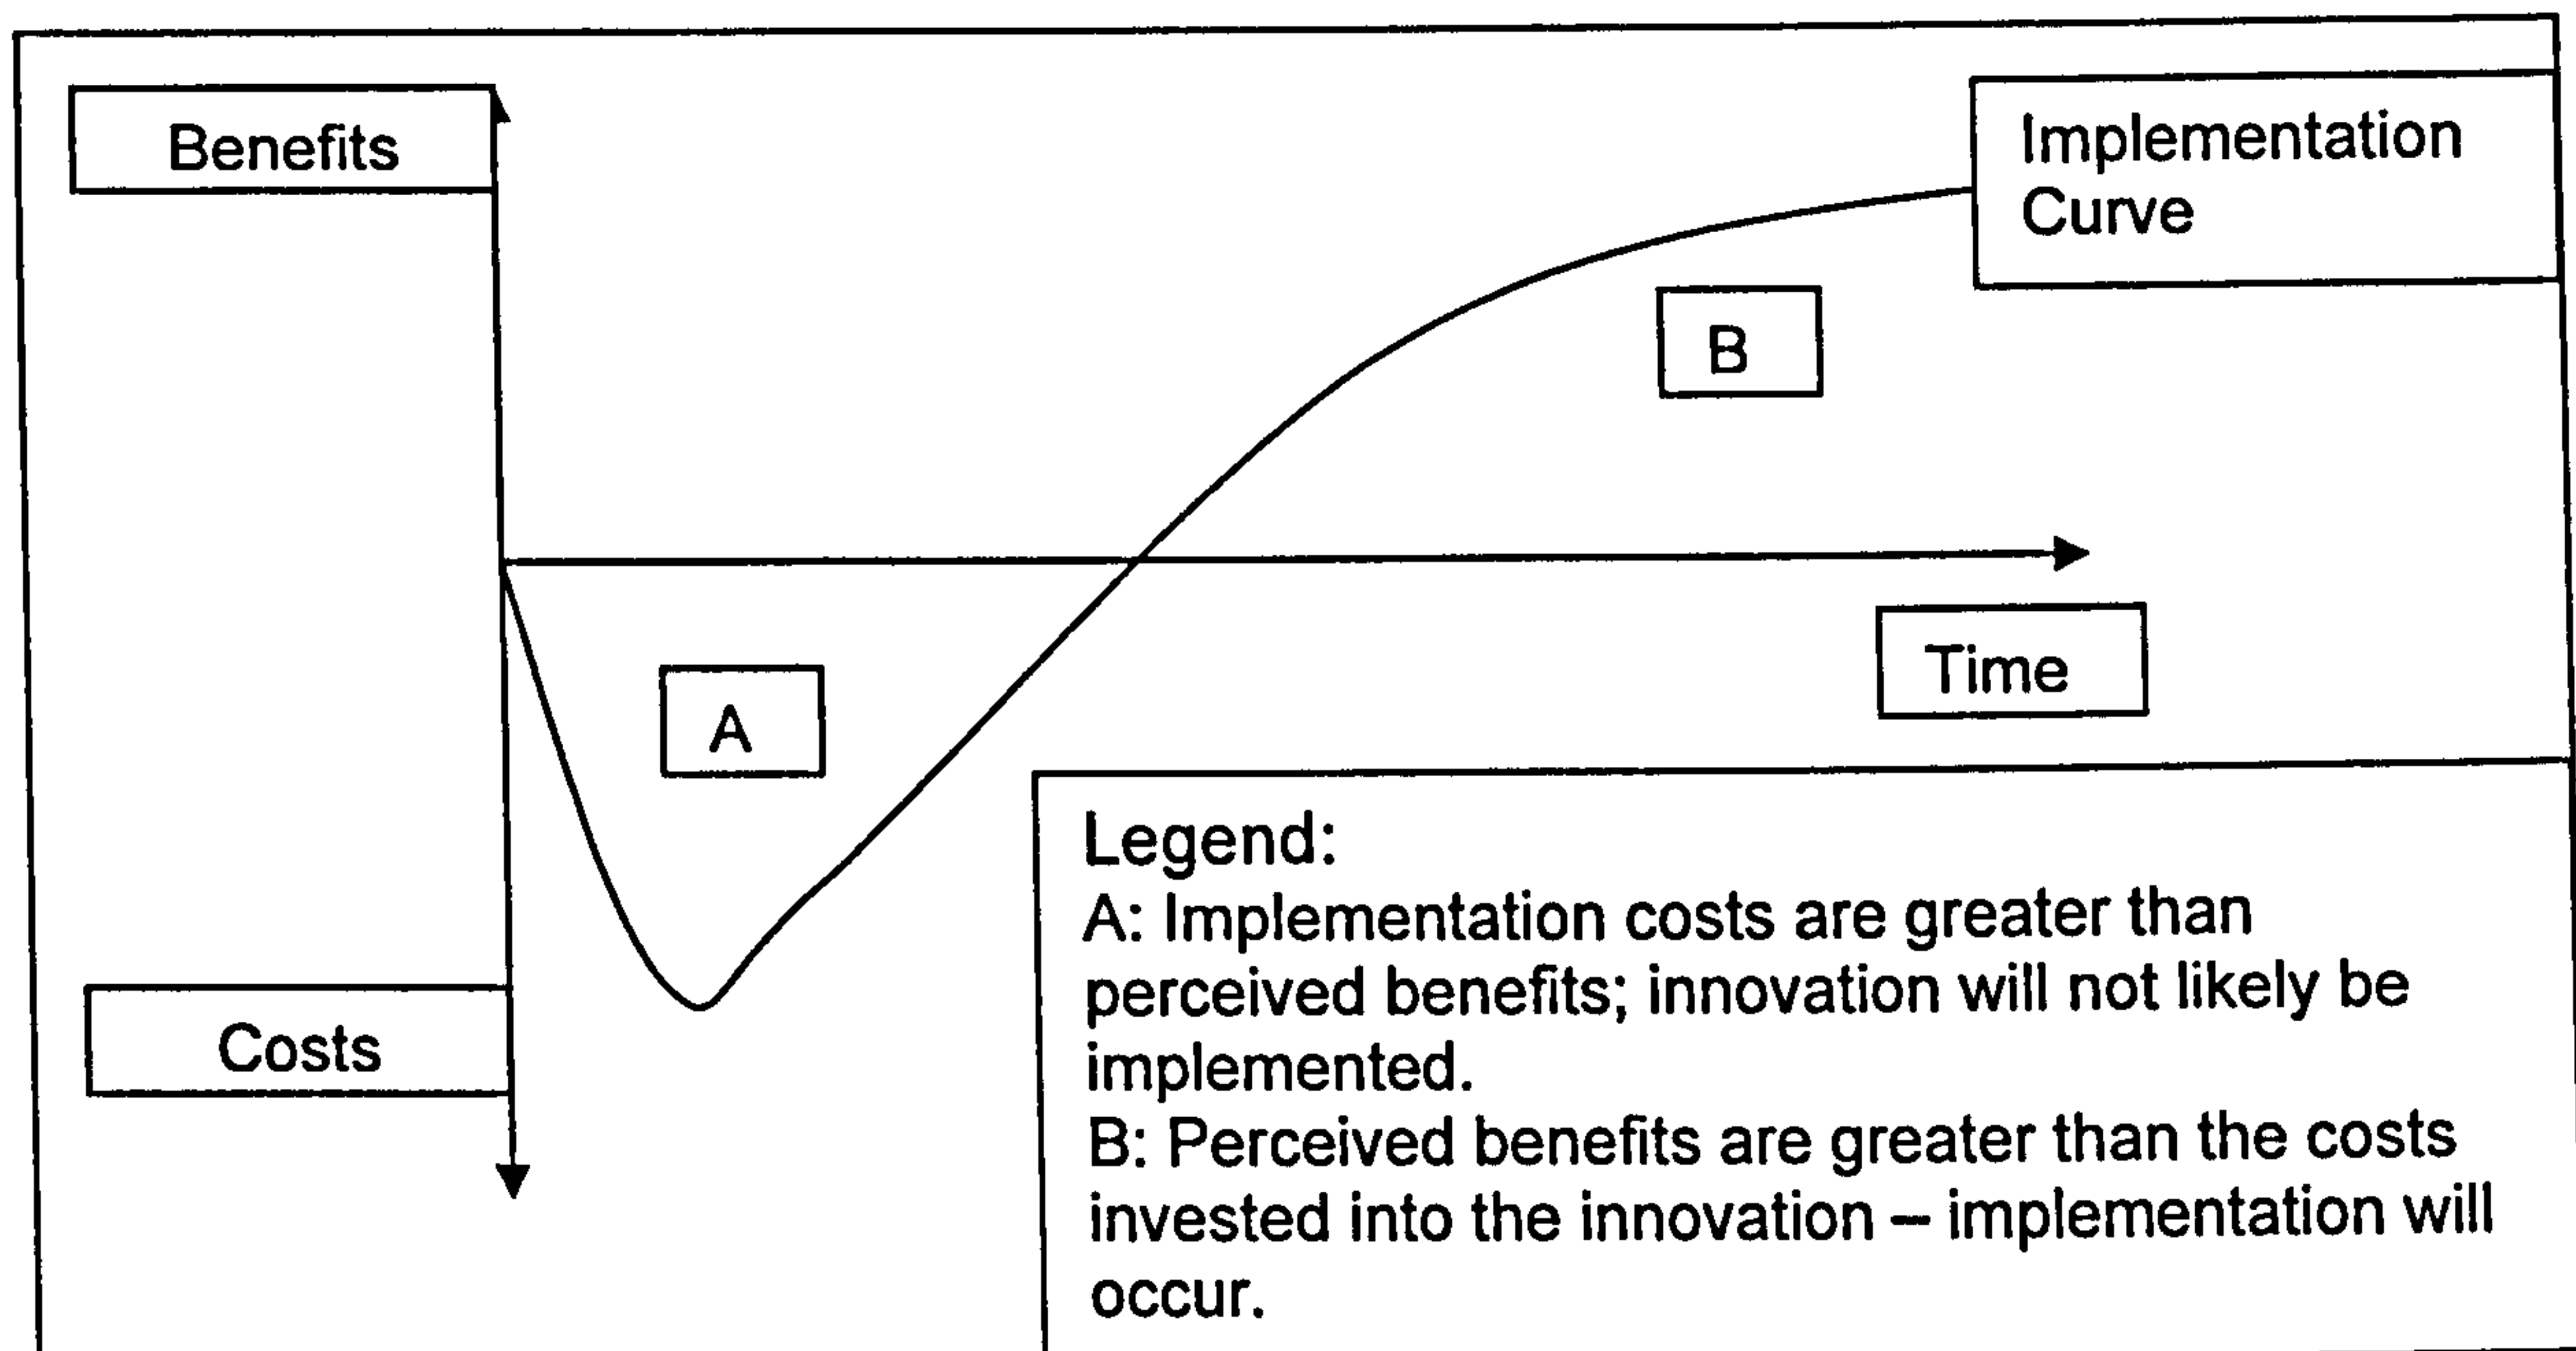 Benefits
Implementation
Curve
B
Time
A
Costs
Legend:
A: Implementation costs are greater than
perceived benefits; innovation will not likely be
implemented.
B: Perceived benefits are greater than the costs
invested into the innovation – implementation will
occur.